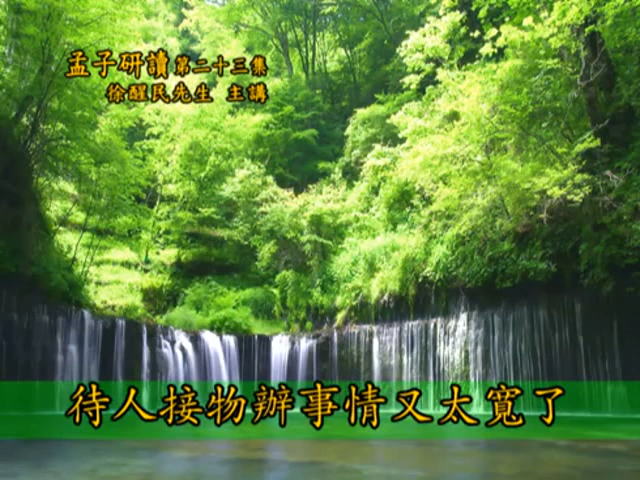 孟子研讀 第二十三集
徐醒民先生 主講
待人接物辦事情又太寬了